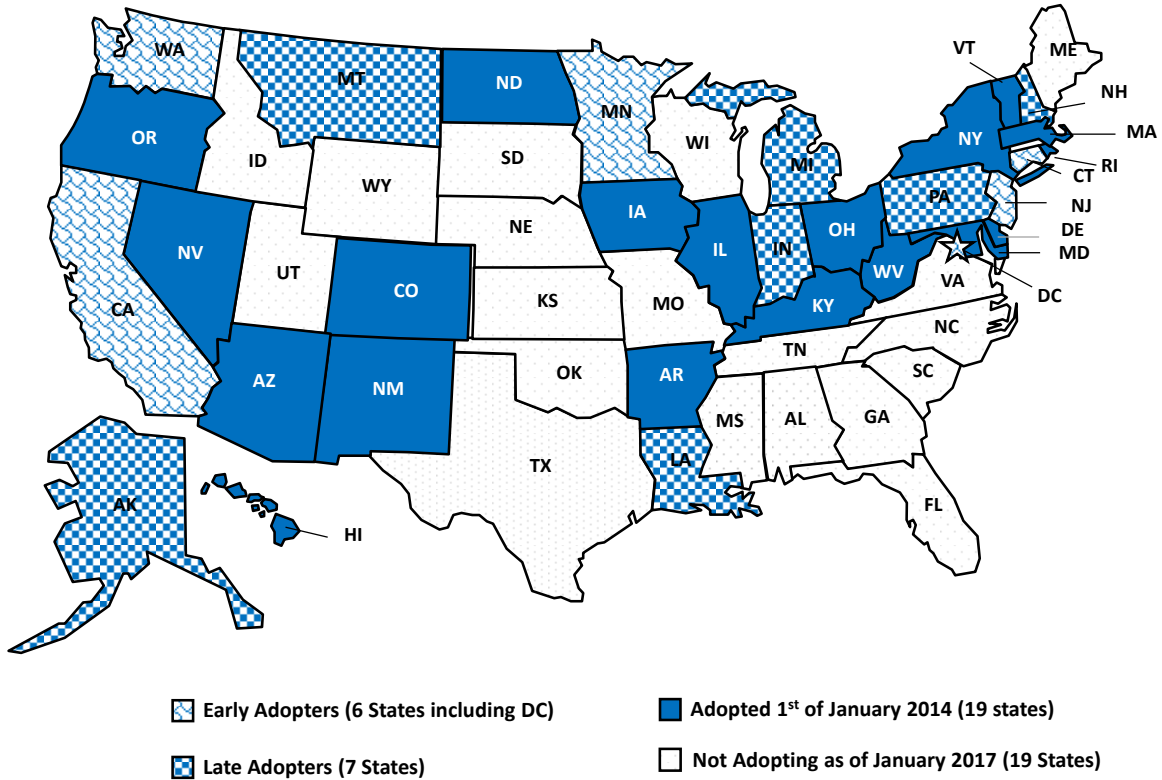 WA
MT
ND
MN
VT
ME
NH
OR
ID
SD
WI
MI
NY
MA
WY
RI
CT
IA
PA
NJ
NE
NV
UT
CO
IL
IN
OH
DE
MD
WV
VA
DC
CA
KS
MO
KY
NC
TN
AZ
NM
OK
AR
SC
MS
AL
GA
TX
LA
FL
AK
HI
Early Adopters (6 States including DC)
Adopted 1st of January 2014 (19 states)
Late Adopters (7 States)
Not Adopting as of January 2017 (19 States)